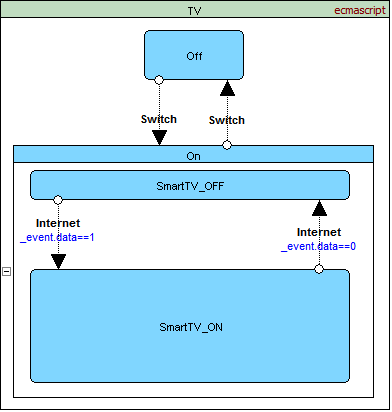 TV
ecmascript
Off
Switch
Switch
On
SmartTV_OFF
Internet
_event.data==1
Internet
_event.data==0
SmartTV_ON